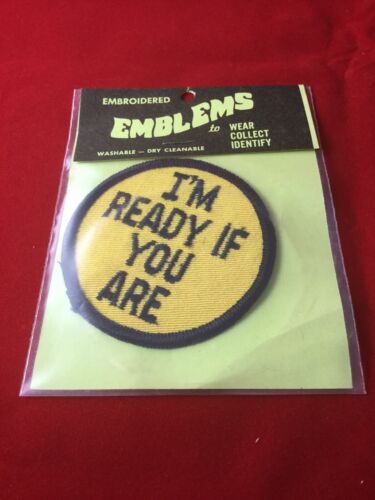 EMBROIDERED
EMBLEMS
to WEAR
COLLECT
IDENTIFY
WASHABLE — DRY CLEANABLE
I'M
READY IF
YOU
ARE